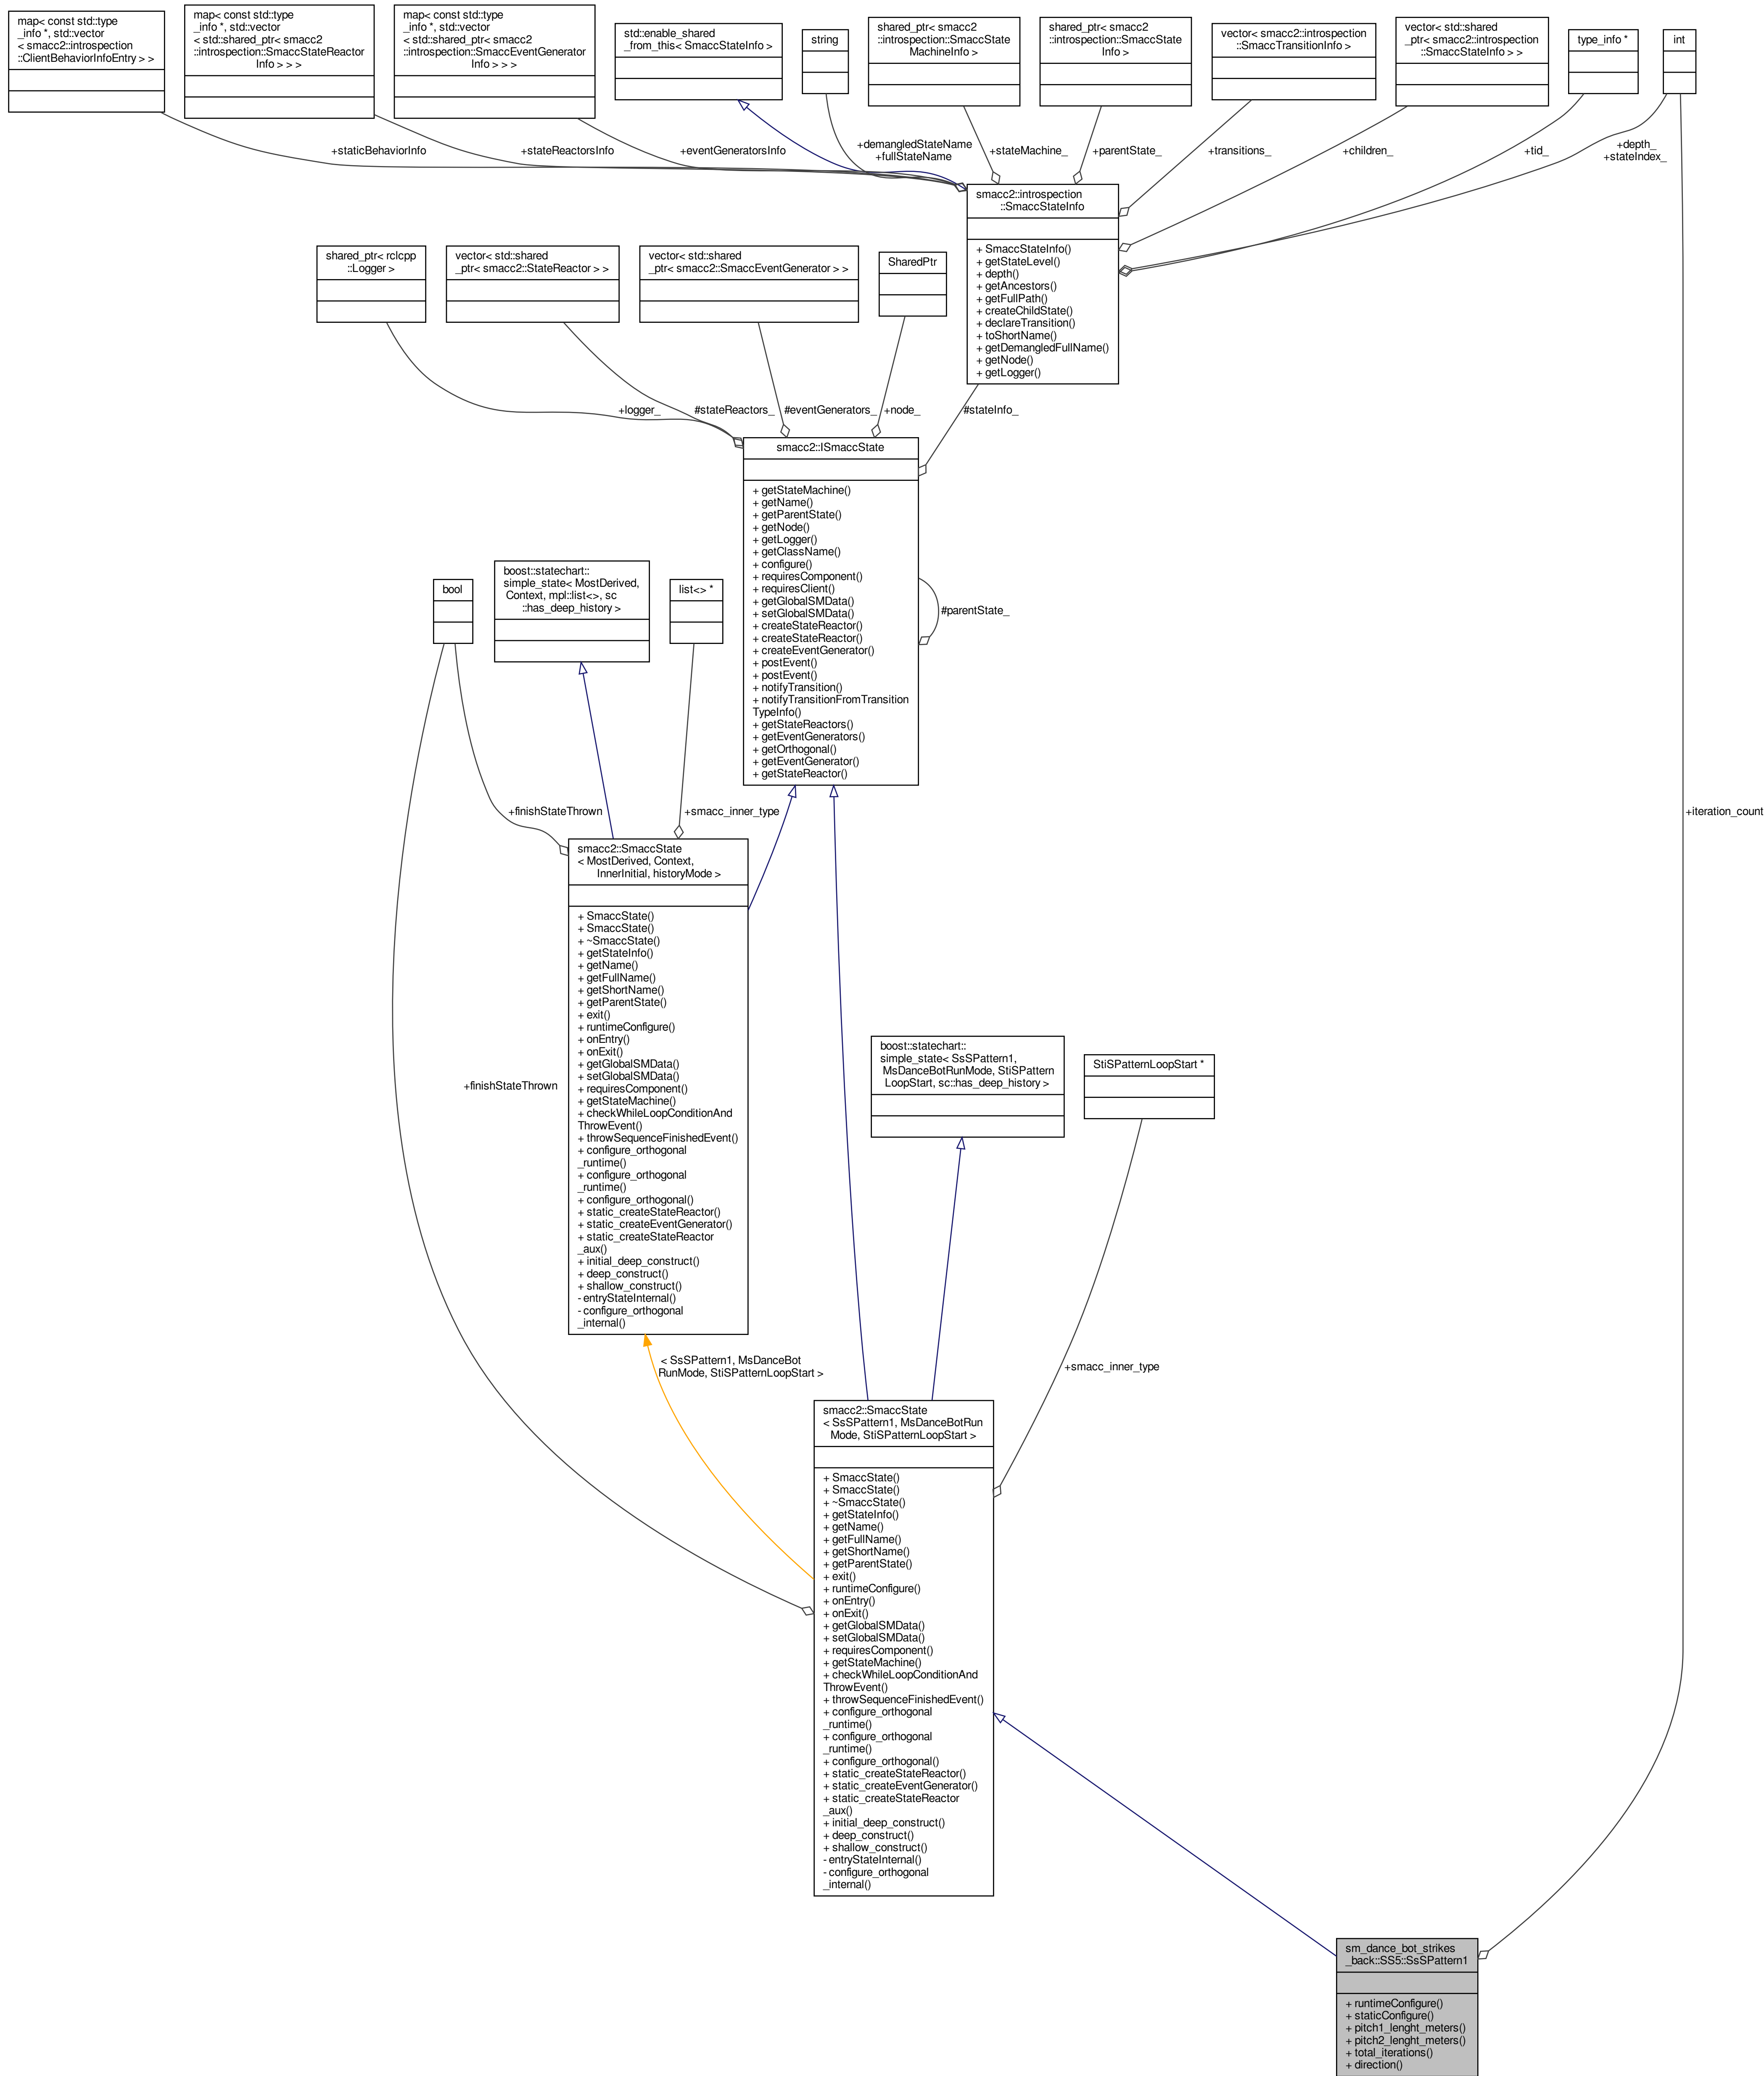 map< const std::type
_info *, std::vector
< smacc2::introspection
::ClientBehaviorInfoEntry > >
map< const std::type
_info *, std::vector
< std::shared_ptr< smacc2
::introspection::SmaccStateReactor
Info > > >
map< const std::type
_info *, std::vector
< std::shared_ptr< smacc2
::introspection::SmaccEventGenerator
Info > > >
std::enable_shared
_from_this< SmaccStateInfo >
string
shared_ptr< smacc2
::introspection::SmaccState
MachineInfo >
shared_ptr< smacc2
::introspection::SmaccState
Info >
vector< smacc2::introspection
::SmaccTransitionInfo >
vector< std::shared
_ptr< smacc2::introspection
::SmaccStateInfo > >
type_info *
int
+staticBehaviorInfo
+stateReactorsInfo
+eventGeneratorsInfo
+demangledStateName
+fullStateName
+stateMachine_
+parentState_
+transitions_
+children_
+tid_
+depth_
+stateIndex_
smacc2::introspection
::SmaccStateInfo
+ SmaccStateInfo()
+ getStateLevel()
+ depth()
+ getAncestors()
+ getFullPath()
+ createChildState()
+ declareTransition()
+ toShortName()
+ getDemangledFullName()
+ getNode()
+ getLogger()
shared_ptr< rclcpp
::Logger >
vector< std::shared
_ptr< smacc2::StateReactor > >
vector< std::shared
_ptr< smacc2::SmaccEventGenerator > >
SharedPtr
+logger_
#stateReactors_
#eventGenerators_
+node_
#stateInfo_
smacc2::ISmaccState
+ getStateMachine()
+ getName()
+ getParentState()
+ getNode()
+ getLogger()
+ getClassName()
+ configure()
+ requiresComponent()
+ requiresClient()
+ getGlobalSMData()
+ setGlobalSMData()
+ createStateReactor()
+ createStateReactor()
+ createEventGenerator()
+ postEvent()
+ postEvent()
+ notifyTransition()
+ notifyTransitionFromTransition
TypeInfo()
+ getStateReactors()
+ getEventGenerators()
+ getOrthogonal()
+ getEventGenerator()
+ getStateReactor()
#parentState_
bool
boost::statechart::
simple_state< MostDerived,
Context, mpl::list<>, sc
::has_deep_history >
list<> *
+finishStateThrown
+smacc_inner_type
+iteration_count
smacc2::SmaccState
< MostDerived, Context,
InnerInitial, historyMode >
+ SmaccState()
+ SmaccState()
+ ~SmaccState()
+ getStateInfo()
+ getName()
+ getFullName()
+ getShortName()
+ getParentState()
+ exit()
+ runtimeConfigure()
+ onEntry()
+ onExit()
+ getGlobalSMData()
+ setGlobalSMData()
+ requiresComponent()
+ getStateMachine()
+ checkWhileLoopConditionAnd
ThrowEvent()
+ throwSequenceFinishedEvent()
+ configure_orthogonal
_runtime()
+ configure_orthogonal
_runtime()
+ configure_orthogonal()
+ static_createStateReactor()
+ static_createEventGenerator()
+ static_createStateReactor
_aux()
+ initial_deep_construct()
+ deep_construct()
+ shallow_construct()
- entryStateInternal()
- configure_orthogonal
_internal()
+finishStateThrown
boost::statechart::
simple_state< SsSPattern1,
MsDanceBotRunMode, StiSPattern
LoopStart, sc::has_deep_history >
StiSPatternLoopStart *
< SsSPattern1, MsDanceBot
RunMode, StiSPatternLoopStart >
+smacc_inner_type
smacc2::SmaccState
< SsSPattern1, MsDanceBotRun
Mode, StiSPatternLoopStart >
+ SmaccState()
+ SmaccState()
+ ~SmaccState()
+ getStateInfo()
+ getName()
+ getFullName()
+ getShortName()
+ getParentState()
+ exit()
+ runtimeConfigure()
+ onEntry()
+ onExit()
+ getGlobalSMData()
+ setGlobalSMData()
+ requiresComponent()
+ getStateMachine()
+ checkWhileLoopConditionAnd
ThrowEvent()
+ throwSequenceFinishedEvent()
+ configure_orthogonal
_runtime()
+ configure_orthogonal
_runtime()
+ configure_orthogonal()
+ static_createStateReactor()
+ static_createEventGenerator()
+ static_createStateReactor
_aux()
+ initial_deep_construct()
+ deep_construct()
+ shallow_construct()
- entryStateInternal()
- configure_orthogonal
_internal()
sm_dance_bot_strikes
_back::SS5::SsSPattern1
+ runtimeConfigure()
+ staticConfigure()
+ pitch1_lenght_meters()
+ pitch2_lenght_meters()
+ total_iterations()
+ direction()